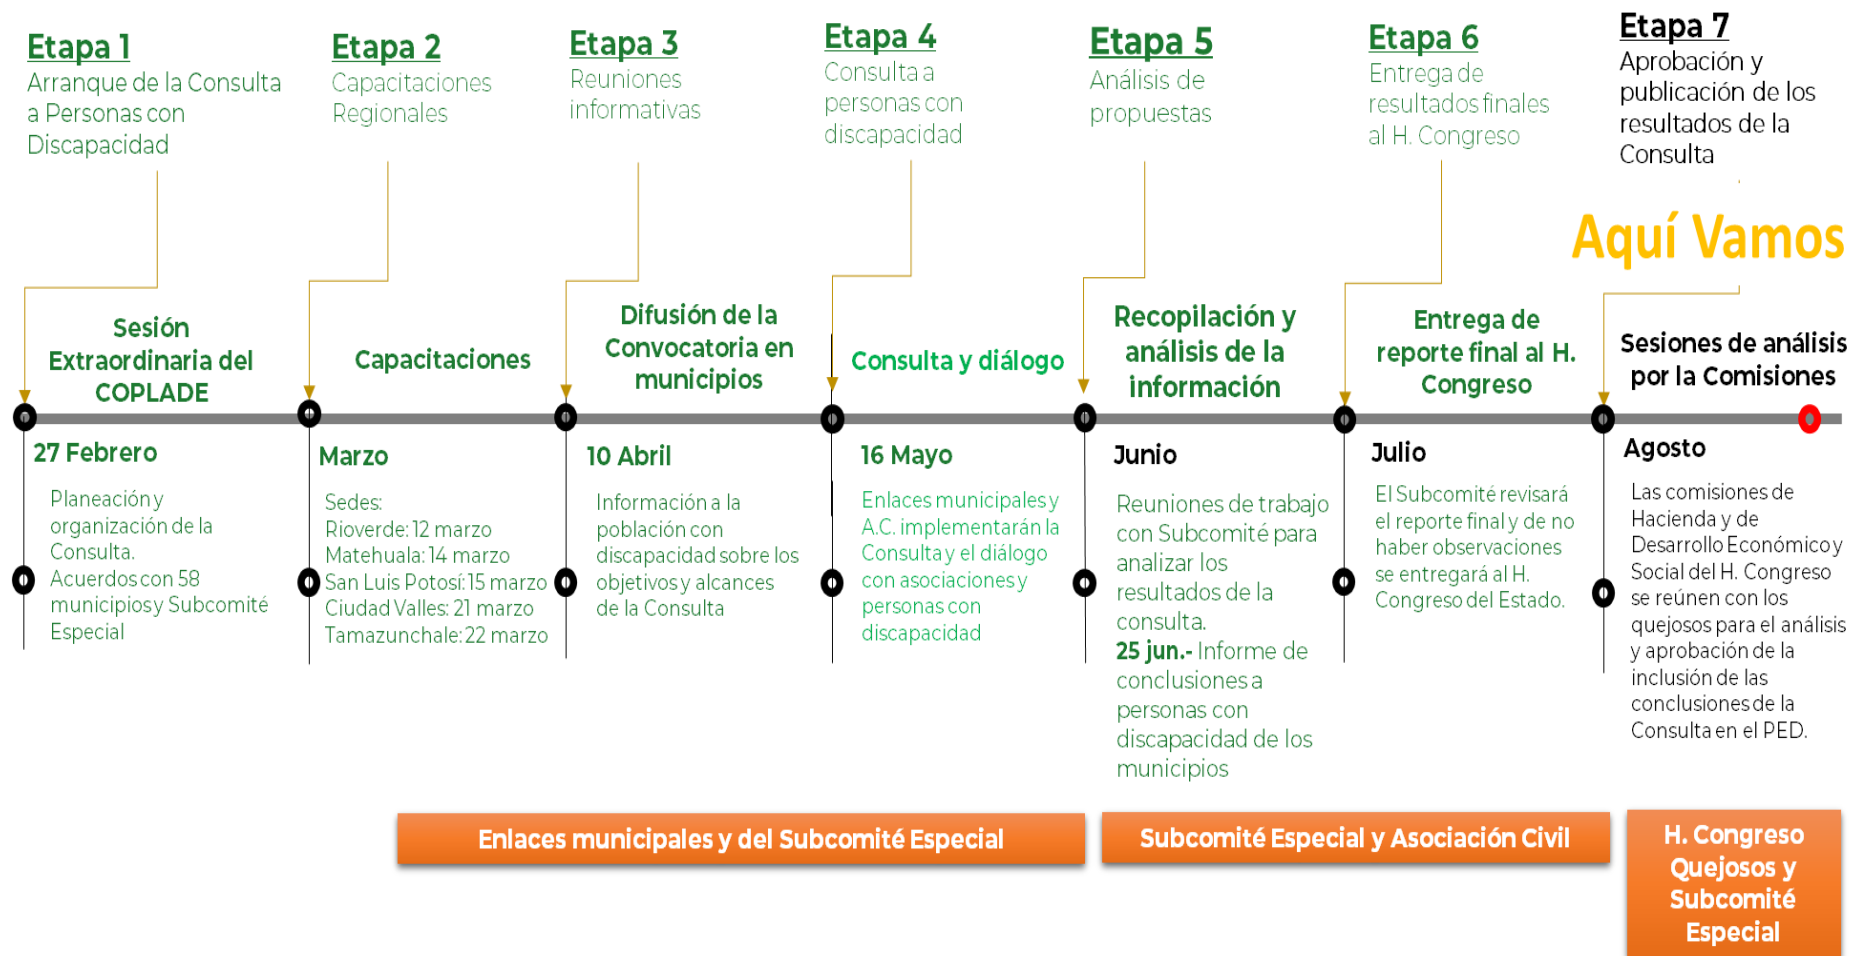 Etapa 1
Arranque de la Consulta
a Personas con
Discapacidad
Etapa 2
Capacitaciones
Regionales
Etapa 3
Reuniones
informativas
Etapa 4
Consulta a
personas con
discapacidad
Etapa 5
Análisis de
propuestas
Etapa 6
Entrega de
resultados finales
al H. Congreso
Etapa 7
Aprobación y
publicación de los
resultados de la
Consulta
Aquí Vamos
Sesión
Extraordinaria del
COPLADE
Capacitaciones
Difusión de la
Convocatoria en
municipios
Consulta y diálogo
Recopilación y
análisis de la
información
Entrega de
reporte final al H.
Congreso
Sesiones de análisis
por la Comisiones
27 Febrero
Planeación y
organización de la
Consulta.
Acuerdos con 58
municipios y Subcomité
Especial
Marzo
Sedes:
Rioverde: 12 marzo
Matehuala: 14 marzo
San Luis Potosí: 15 marzo
Ciudad Valles: 21 marzo
Tamazunchale: 22 marzo
10 Abril
Información a la
población con
discapacidad sobre los
objetivos y alcances
de la Consulta
16 Mayo
Enlaces municipales y
A.C. implementarán la
Consulta y el diálogo
con asociaciones y
personas con
discapacidad
Junio
Reuniones de trabajo
con Subcomité para
analizar los
resultados de la
consulta.
25 jun.- Informe de
conclusiones a
personas con
discapacidad de los
municipios
Julio
El Subcomité revisará
el reporte final y de no
haber observaciones
se entregará al H.
Congreso del Estado.
Agosto
Las comisiones de
Hacienda y de
Desarrollo Económico y
Social del H. Congreso
se reúnen con los
quejosos para el análisis
y aprobación de la
inclusión de las
conclusiones de la
Consulta en el PED.
Enlaces municipales y del Subcomité Especial
Subcomité Especial y Asociación Civil
H. Congreso
Quejosos y
Subcomité
Especial